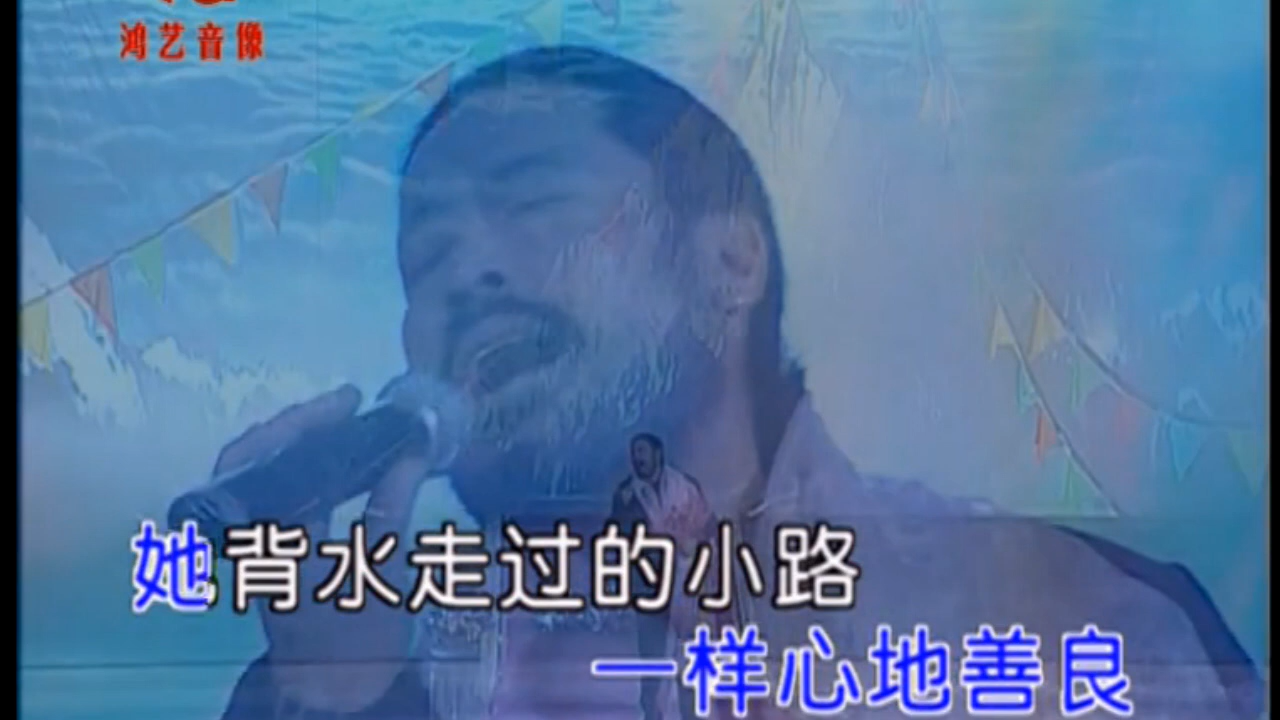 鸿艺音像
她背水走过的小路
一样心地善良